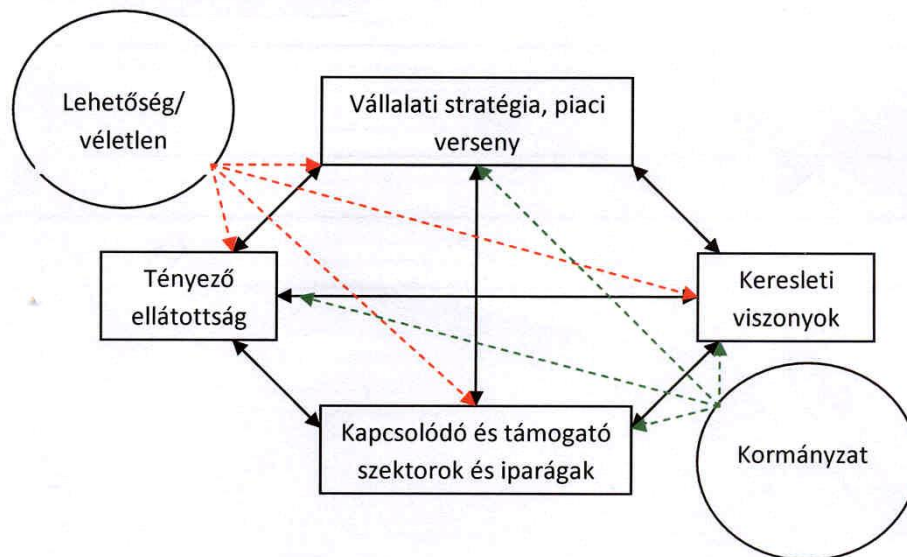 Lehetőség/
véletlen
Vállalati stratégia, piaci
verseny
Tényező
ellátottság
Keresleti
viszonyok
Kapcsolódó és támogató
szektorok és iparágak
Kormányzat